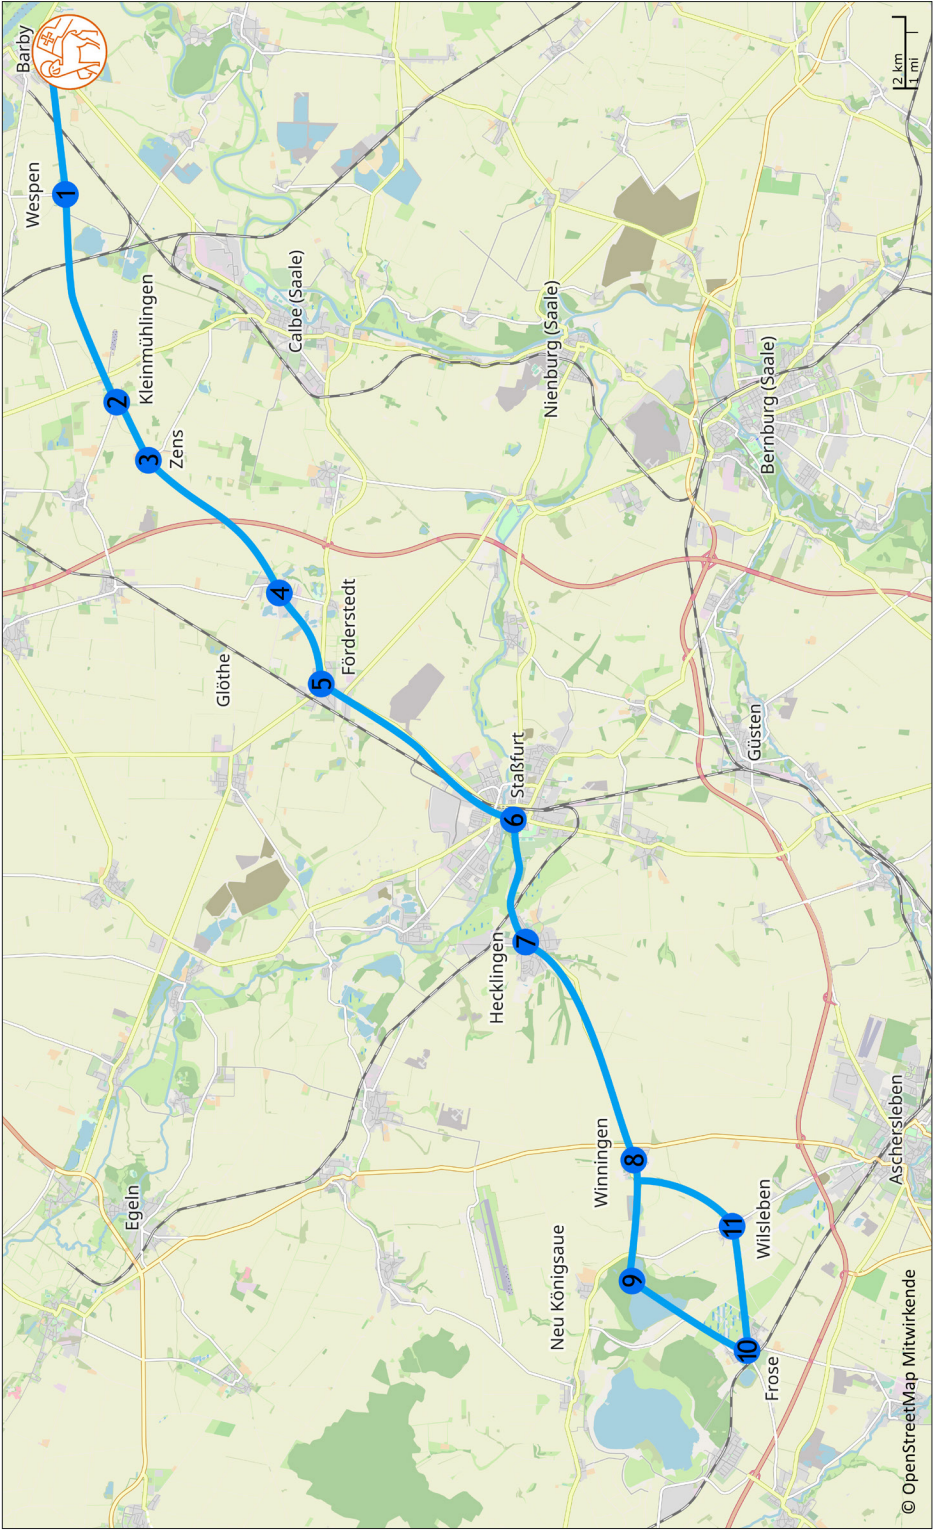 Barby
Wespen
1
2
Kleinmühlingen
3
Zens
Calbe (Saale)
Nienburg (Saale)
Bernburg (Saale)
4
Glöthe
5
Förderstedt
6
Staßfurt
Güsten
7
Hecklingen
8
Winningen
Egeln
Neu Königsaue
9
10
Frose
11
Wilsleben
Aschersleben
2 km
1 mi
© OpenStreetMap Mitwirkende